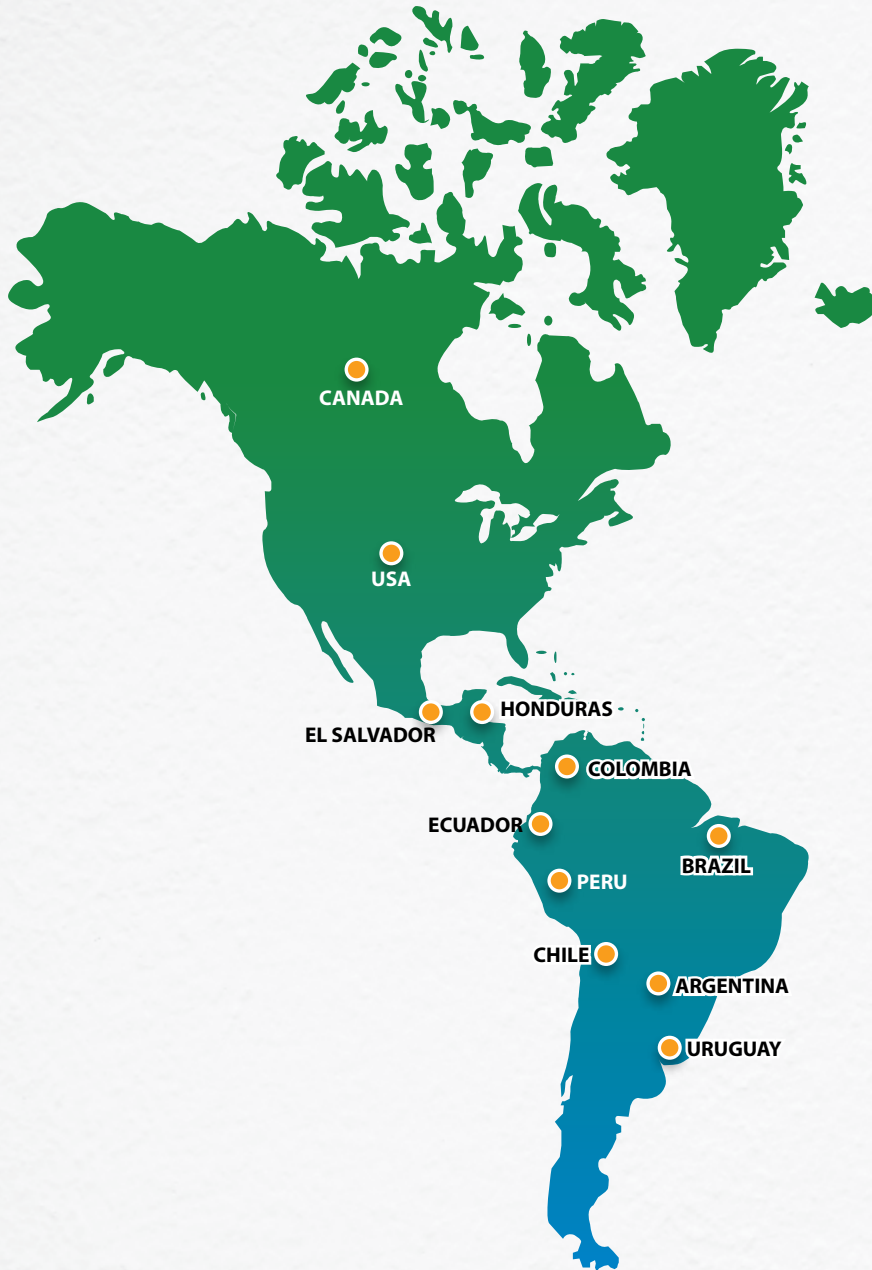 CANADA
USA
HONDURAS
EL SALVADOR
COLOMBIA
ECUADOR
BRAZIL
PERU
CHILE
ARGENTINA
URUGUAY